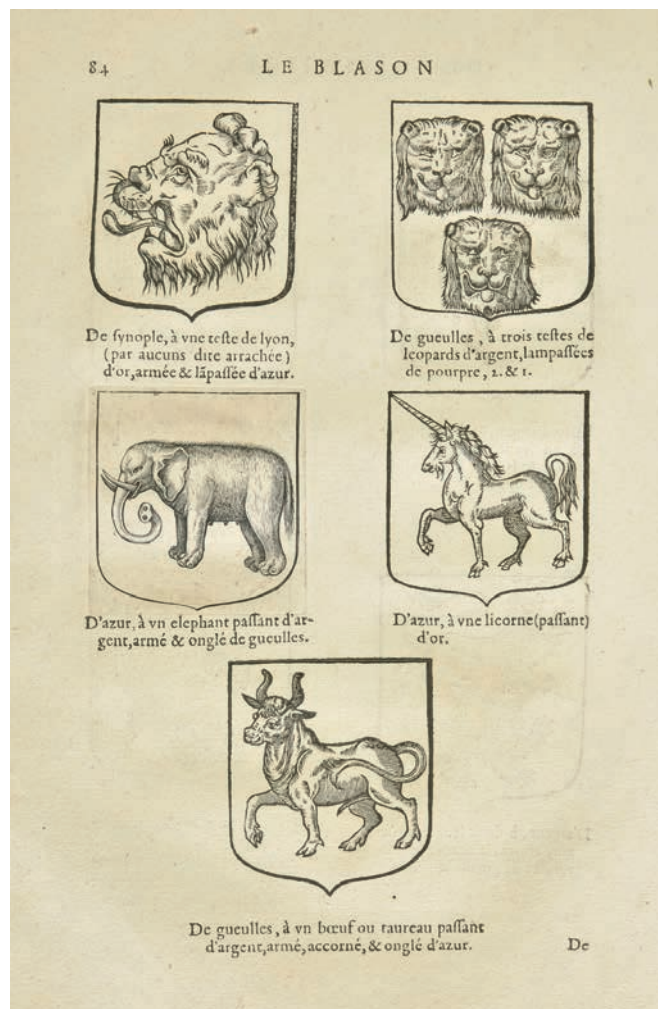 84 LE BLASON
De ſynople, à vne teſte de lyon,
(par aucuns dite arrachée)
d'or, armée & lãpaſſée d'azur.
De gueulles, à trois teſtes de
leopards d'argent, lampaſſées
de pourpre, 2. & 1.
D'azur, à vn elephant paſſant d'ar-
gent, armé & onglé de gueulles.
D'azur, à vne licorne (paſſant)
d'or.
De gueulles, à vn bœuf ou taureau paſſant
d'argent, armé, accorné, & onglé d'azur.
De